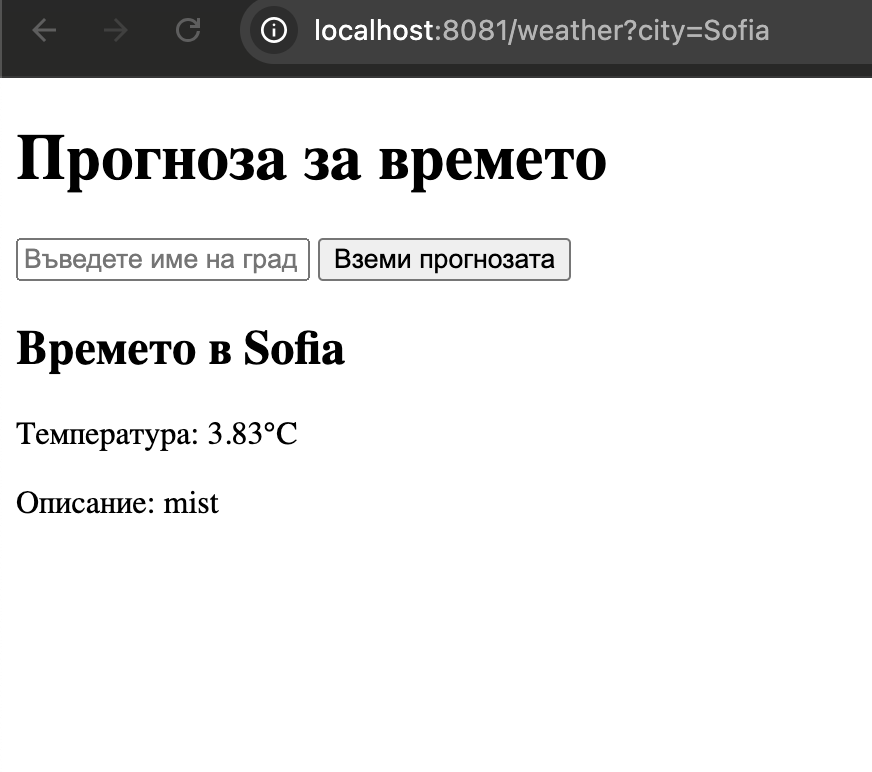 localhost:8081/weather?city=Sofia
Прогноза за времето
Въведете име на град Вземи прогнозата
Времето в Sofia
Температура: 3.83°C
Описание: mist